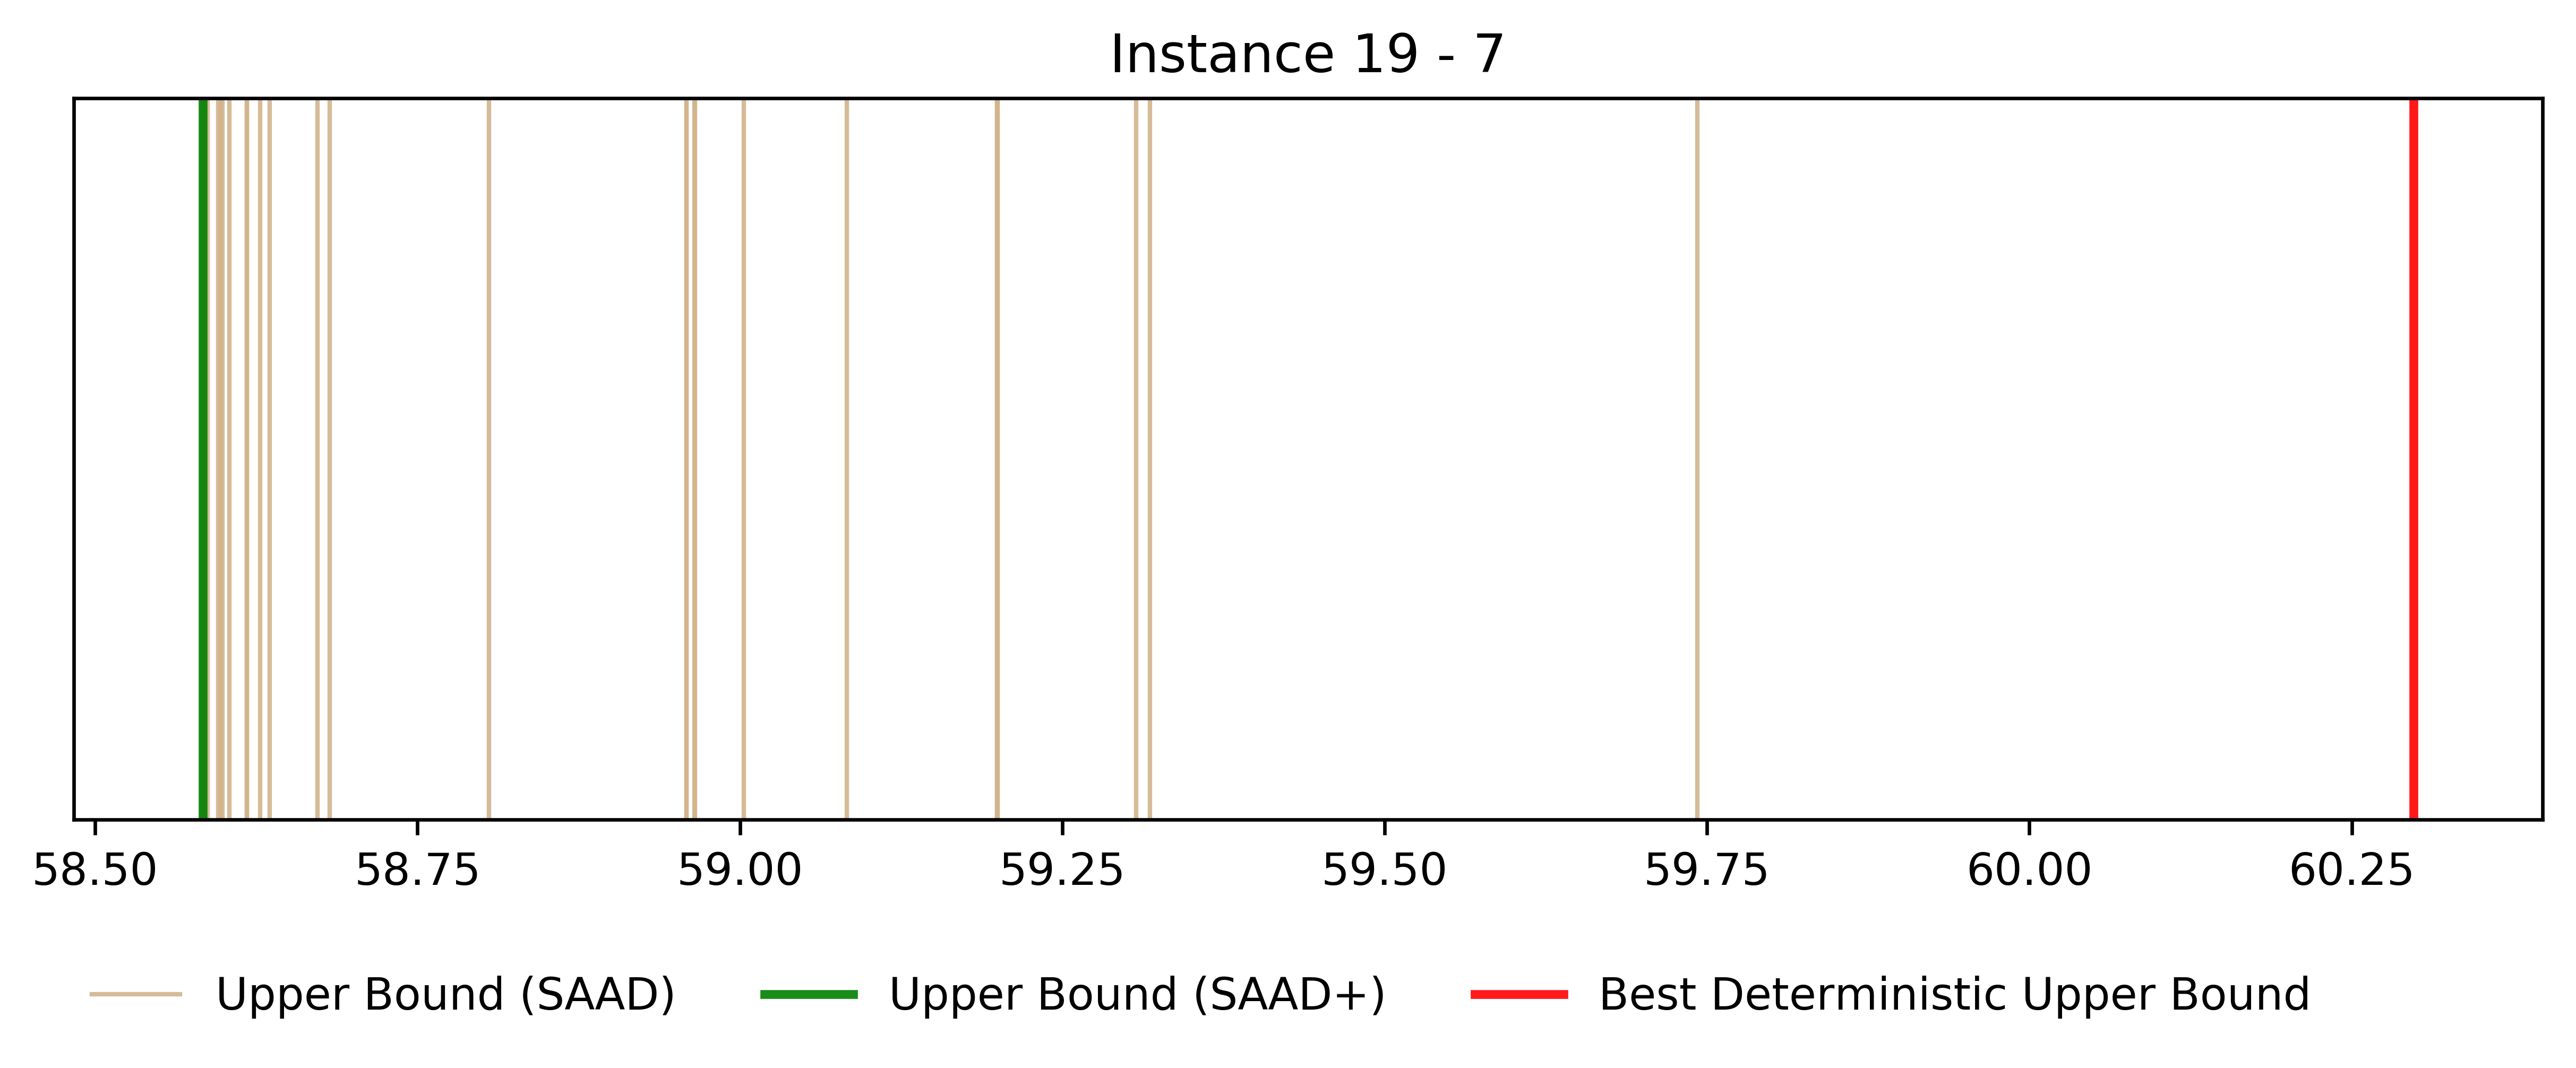 Instance 19 - 7
58.50 58.75 59.00 59.25 59.50 59.75 60.00 60.25
Upper Bound (SAAD) Upper Bound (SAAD+) Best Deterministic Upper Bound